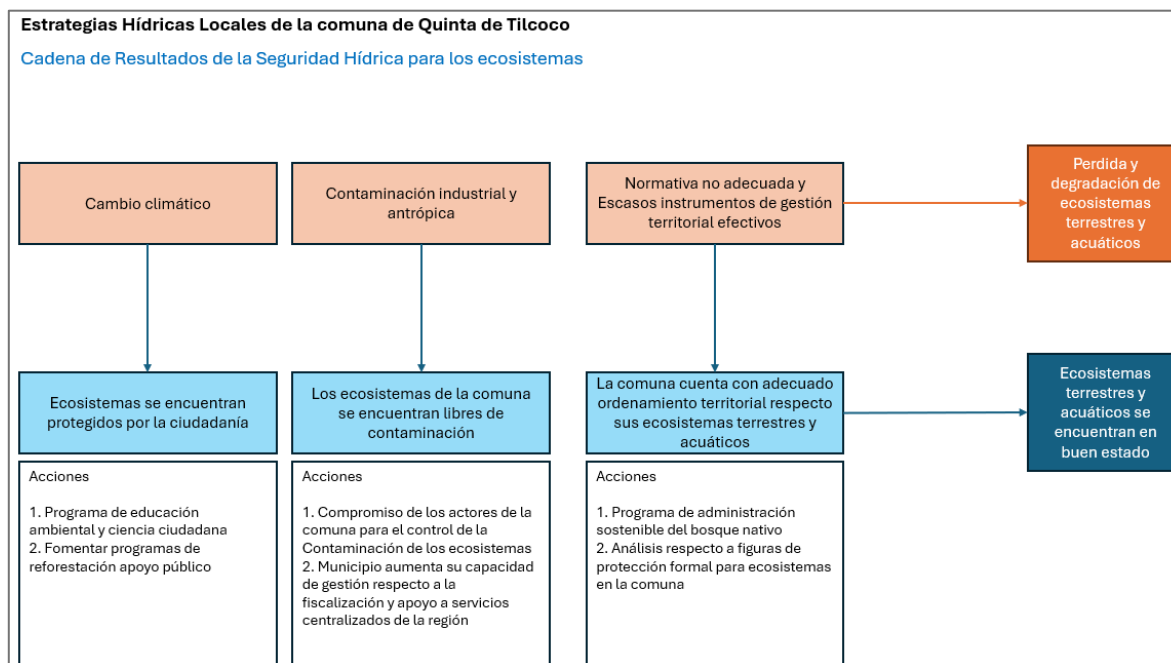 Estrategias Hídricas Locales de la comuna de Quinta de Tilcoco
Cadena de Resultados de la Seguridad Hídrica para los ecosistemas
Cambio climático
Contaminación industrial y
antrópica
Normativa no adecuada y
Escasos instrumentos de gestión
territorial efectivos
Perdida y
degradación de
ecosistemas
terrestres y
acuáticos
Ecosistemas se encuentran
protegidos por la ciudadanía
Los ecosistemas de la comuna
se encuentran libres de
contaminación
La comuna cuenta con adecuado
ordenamiento territorial respecto
sus ecosistemas terrestres y
acuáticos
Ecosistemas
terrestres y
acuáticos se
encuentran en
buen estado
Acciones
1. Programa de educación
ambiental y ciencia ciudadana
2. Fomentar programas de
reforestación apoyo público
Acciones
1. Compromiso de los actores de la
comuna para el control de la
Contaminación de los ecosistemas
2. Municipio aumenta su capacidad
de gestión respecto a la
fiscalización y apoyo a servicios
centralizados de la región
Acciones
1. Programa de administración
sostenible del bosque nativo
2. Análisis respecto a figuras de
protección formal para ecosistemas
en la comuna